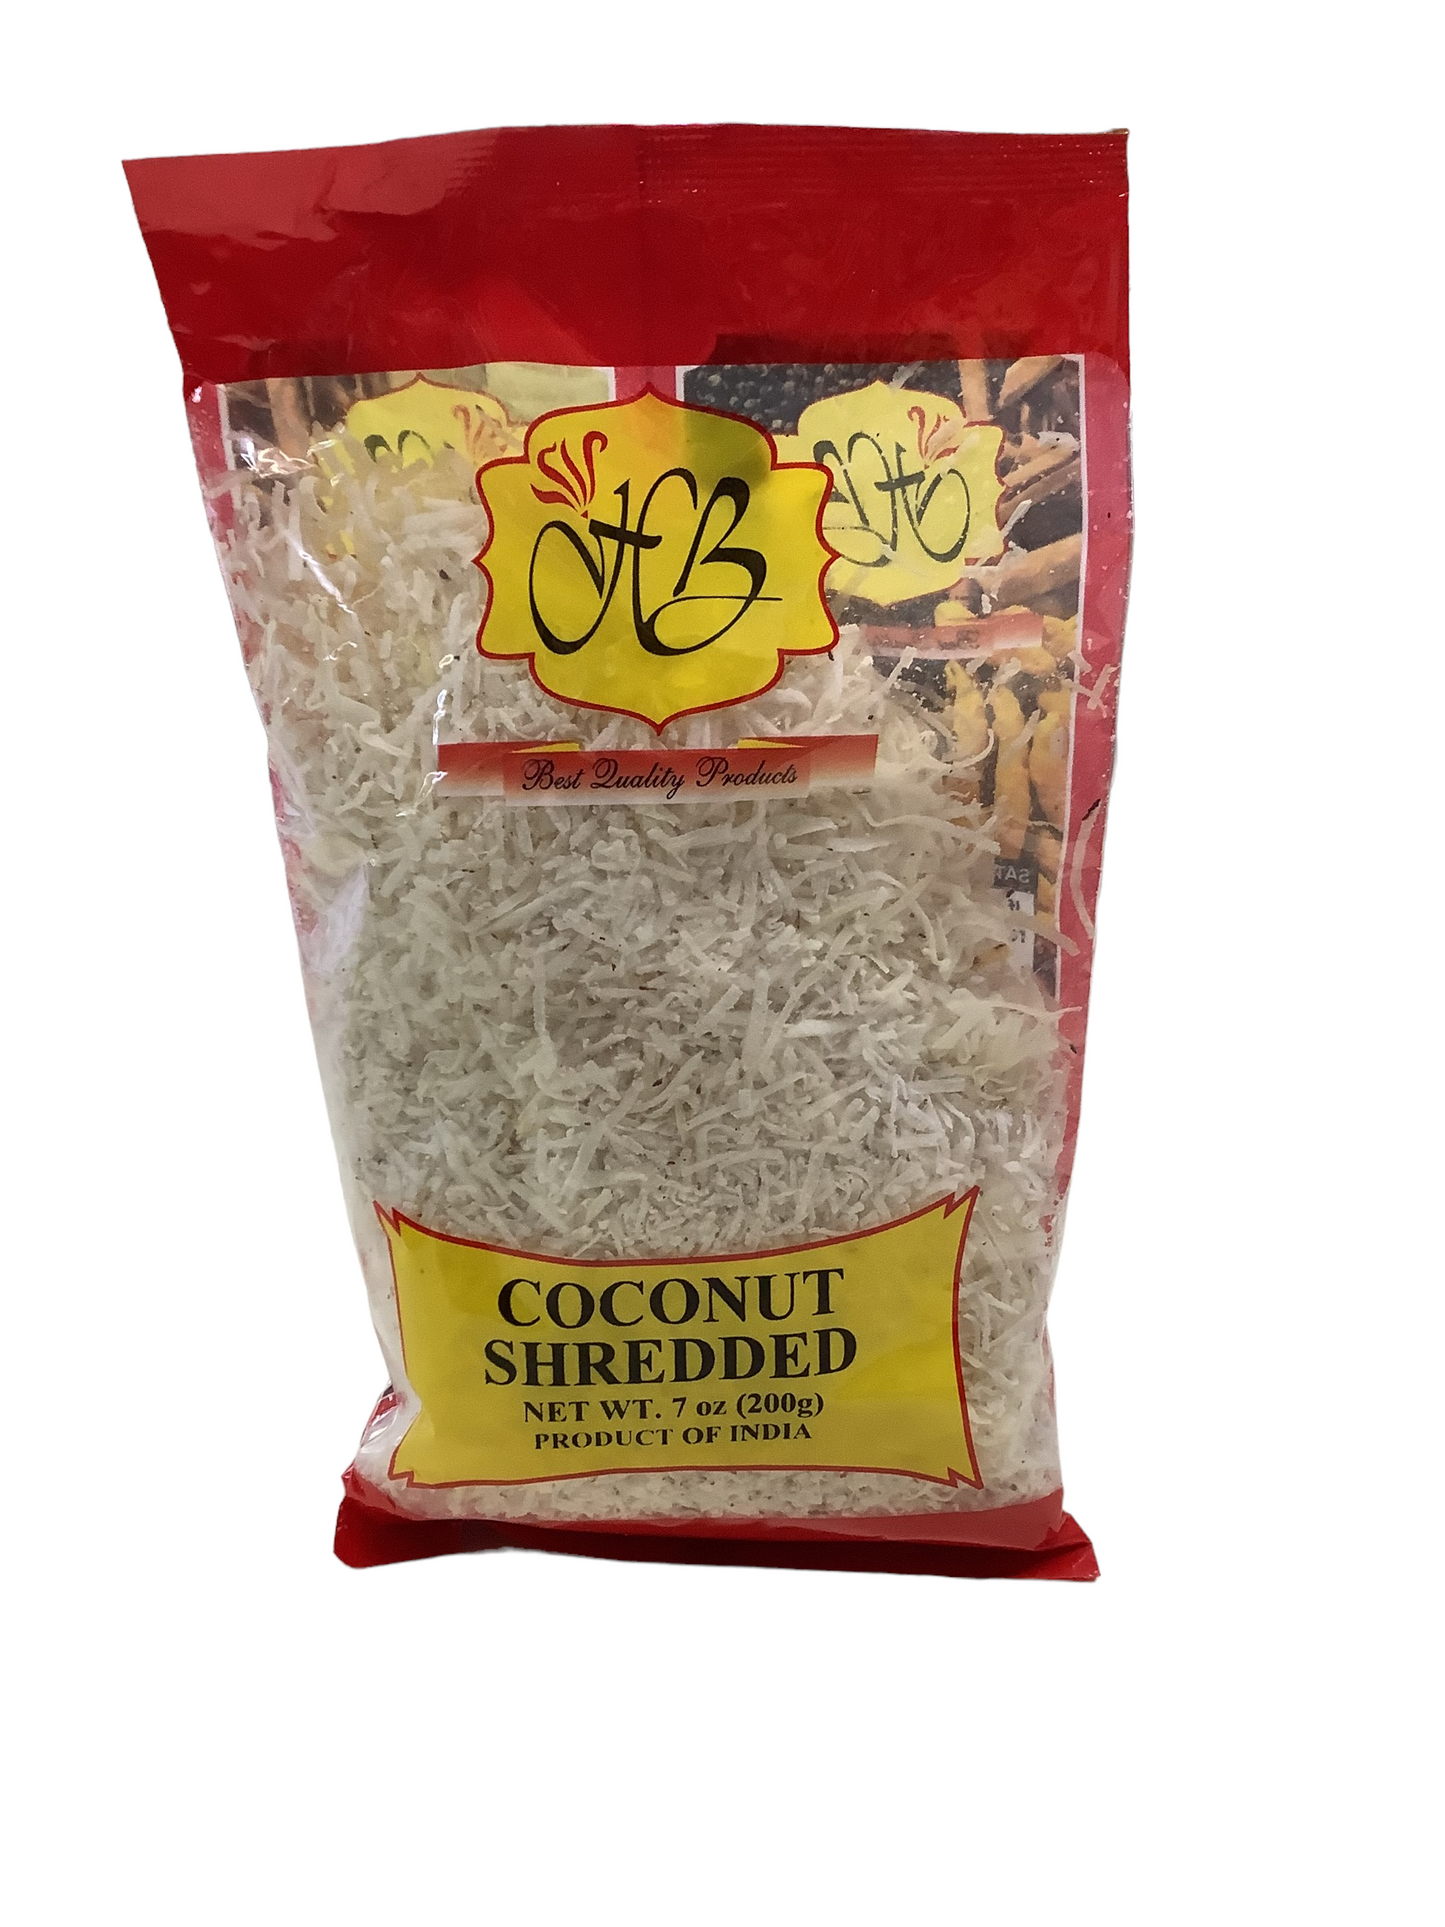 HB
Best Quality Products
COCONUT
SHREDDED
NET WT. 7 oz (200g)
PRODUCT OF INDIA